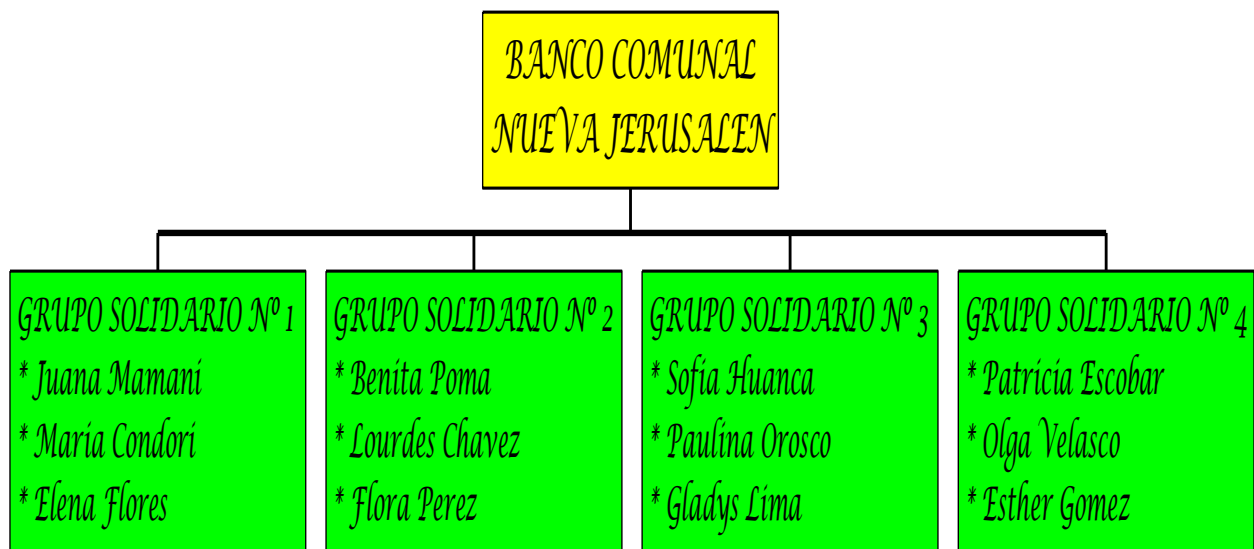 BANCO COMUNAL
NUEVA JERUSALEN
GRUPO SOLIDARIO Nº 1
* Juana Mamani
* Maria Condori
* Elena Flores
GRUPO SOLIDARIO Nº 2
* Benita Poma
* Lourdes Chavez
* Flora Perez
GRUPO SOLIDARIO Nº 3
* Sofia Huanca
* Paulina Orosco
* Gladys Lima
GRUPO SOLIDARIO Nº 4
* Patricia Escobar
* Olga Velasco
* Esther Gomez